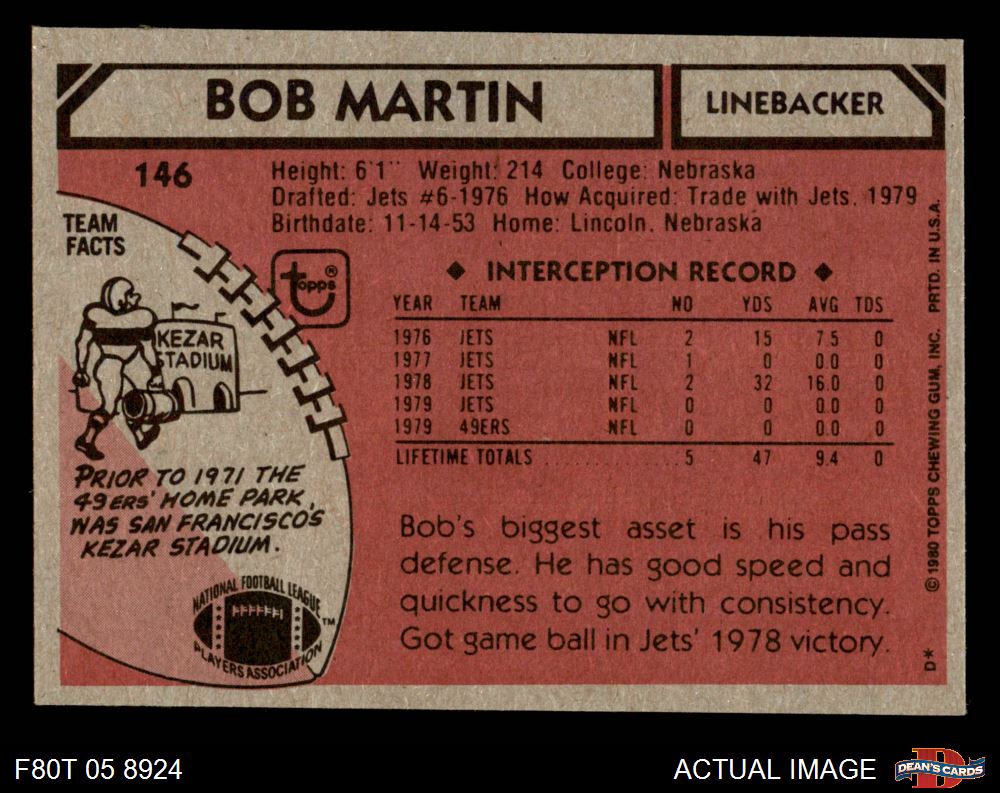 BOB MARTIN
LINEBACKER
146
Height: 6'1" Weight: 214 College: Nebraska
Drafted: Jets #6-1976 How Acquired: Trade with Jets, 1979
Birthdate: 11-14-53 Home: Lincoln, Nebraska
TEAM
FACTS
topps®
KEZAR
STADIUM
PRIOR TO 1971 THE
49ERS' HOME PARK,
WAS SAN FRANCISCO'S
KEZAR STADIUM.
NATIONAL FOOTBALL LEAGUE
PLAYERS ASSOCIATION
TM
◆ INTERCEPTION RECORD ◆
YEAR TEAM NO YDS AVG TDS
1976 JETS NFL 2 15 7.5 0
1977 JETS NFL 1 0 0.0 0
1978 JETS NFL 2 32 16.0 0
1979 JETS NFL 0 0 0.0 0
1979 49ERS NFL 0 0 0.0 0
LIFETIME TOTALS .............. 5 47 9.4 0
Bob's biggest asset is his pass
defense. He has good speed and
quickness to go with consistency.
Got game ball in Jets' 1978 victory.
D* © 1980 TOPPS CHEWING GUM, INC. PRTD. IN U.S.A.
F80T 05 8924
ACTUAL IMAGE
DEAN'S CARDS